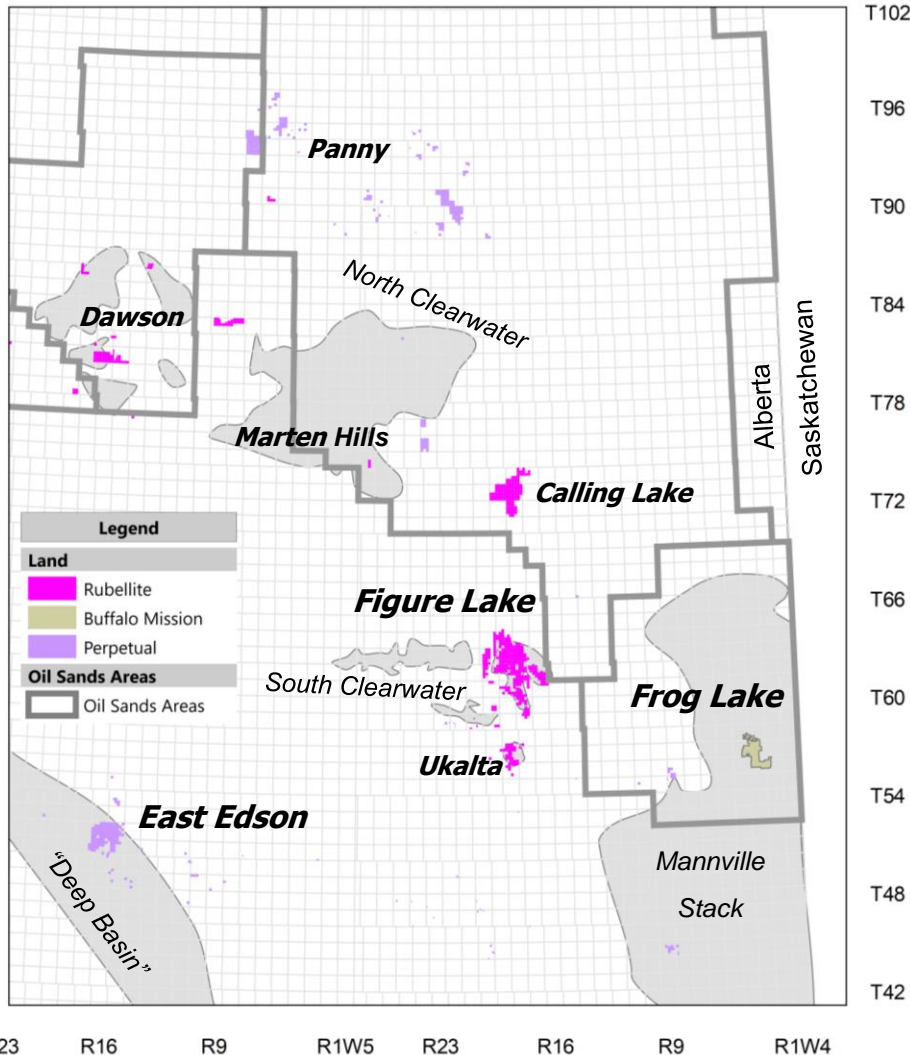 T102
T96
Panny
T90
North Clearwater
T84
Dawson
Alberta
Saskatchewan
T78
Marten Hills
Calling Lake
T72
Legend
Land
Rubellite
Buffalo Mission
Perpetual
Oil Sands Areas
Oil Sands Areas
Figure Lake
T66
South Clearwater
Frog Lake
T60
Ukalta
T54
East Edson
"Deep Basin"
Mannville
Stack
T48
T42
23 R16 R9 R1W5 R23 R16 R9 R1W4